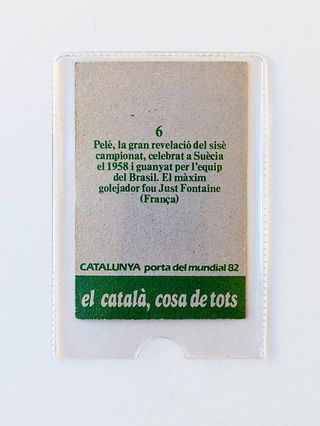 6
Pelé, la gran revelació del sisè
campionat, celebrat a Suècia
el 1958 i guanyat per l'equip
del Brasil. El màxim
golejador fou Just Fontaine
(França)
CATALUNYA porta del mundial 82
el català, cosa de tots